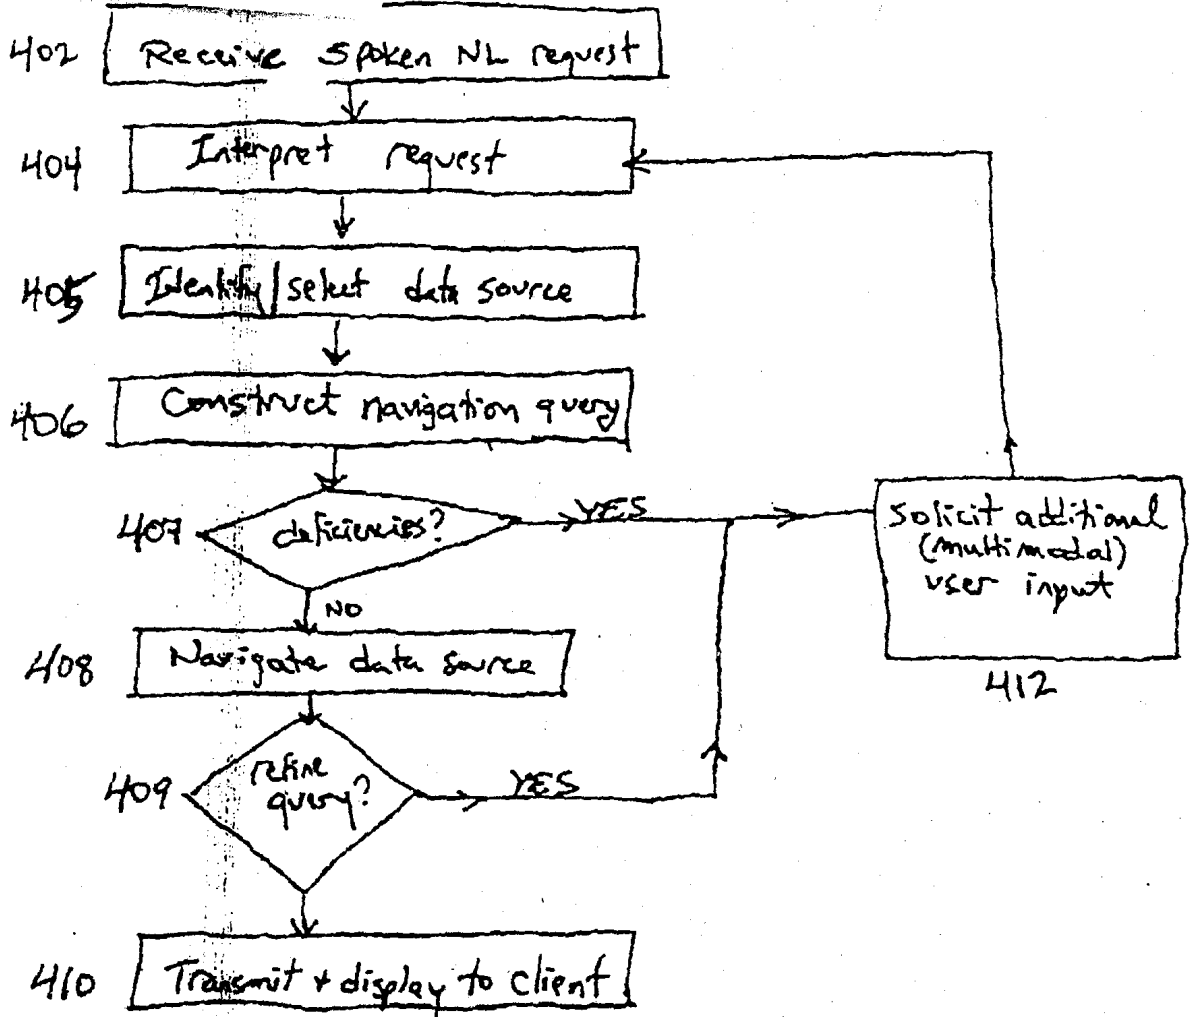 402 Receive spoken NL request
404 Interpret request
405 Identify/select data source
406 Construct navigation query
407 deficiencies? YES
solicit additional
(multimodal)
user input
NO
408 Navigate data source
412
409 refine
query? YES
410 Transmit + display to client